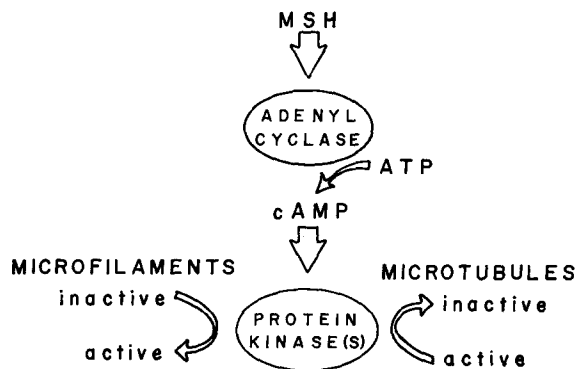 MSH
ADENYL
CYCLASE
ATP
cAMP
MICROFILAMENTS
inactive
active
PROTEIN
KINASE(S)
MICROTUBULES
inactive
active